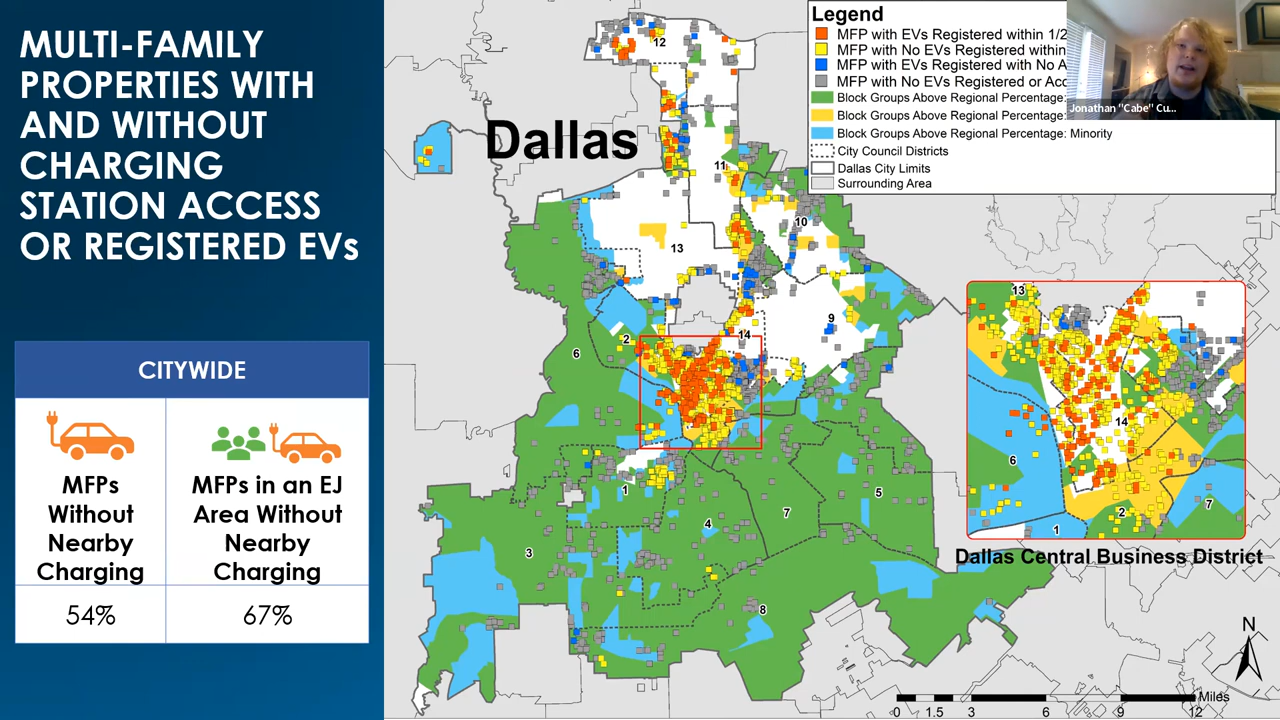 MULTI-FAMILY
PROPERTIES WITH
AND WITHOUT
CHARGING
STATION ACCESS
OR REGISTERED EVs
CITYWIDE
MFPs
Without
Nearby
Charging
MFPs in an EJ
Area Without
Nearby
Charging
54%
67%
Dallas
12
11
10
13
9
14
2
6
1
5
7
4
3
8
Legend
MFP with EVs Registered within 1/2
MFP with No EVs Registered within
MFP with EVs Registered with No A
MFP with No EVs Registered or Acc
Block Groups Above Regional Percentage:
Block Groups Above Regional Percentage:
Block Groups Above Regional Percentage: Minority
City Council Districts
Dallas City Limits
Surrounding Area
Jonathan "Cabe" Cu...
13
14
6
2
7
1
Dallas Central Business District
N
Miles
0 1.5 3 6 9 12